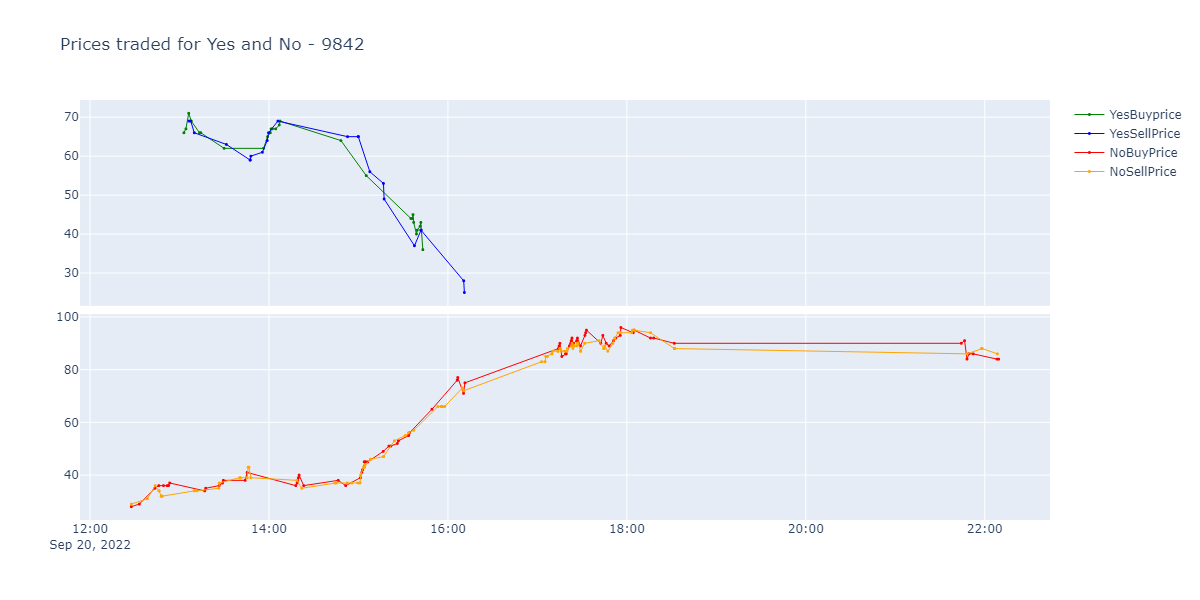 Prices traded for Yes and No - 9842
70
60
50
40
30
100
80
60
40
12:00
14:00
16:00
18:00
20:00
22:00
Sep 20, 2022
YesBuyprice
YesSellPrice
NoBuyPrice
NoSellPrice